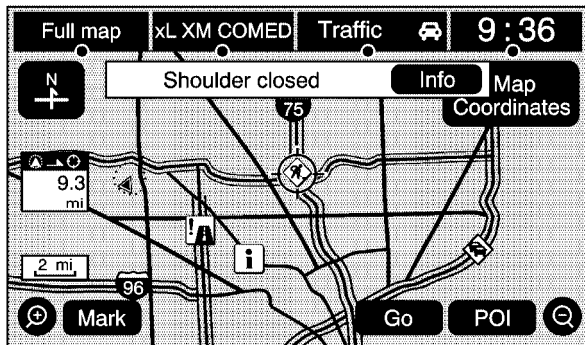 Full map
xL XM COMED
Traffic
9:36
N
Shoulder closed
Info
Map
Coordinates
75
9.3
mi
!
i
2 mi
96
Mark
Go
POI